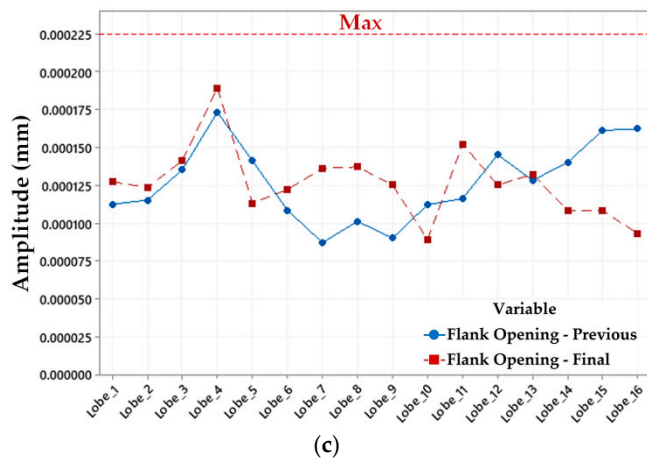 Max
0.000225
0.000200
0.000175
0.000150
0.000125
0.000100
0.000075
0.000050
0.000025
0.000000
Amplitude (mm)
Variable
Flank Opening - Previous
Flank Opening - Final
Lobe_1
Lobe_2
Lobe_3
Lobe_4
Lobe_5
Lobe_6
Lobe_7
Lobe_8
Lobe_9
Lobe_10
Lobe_11
Lobe_12
Lobe_13
Lobe_14
Lobe_15
Lobe_16
(c)